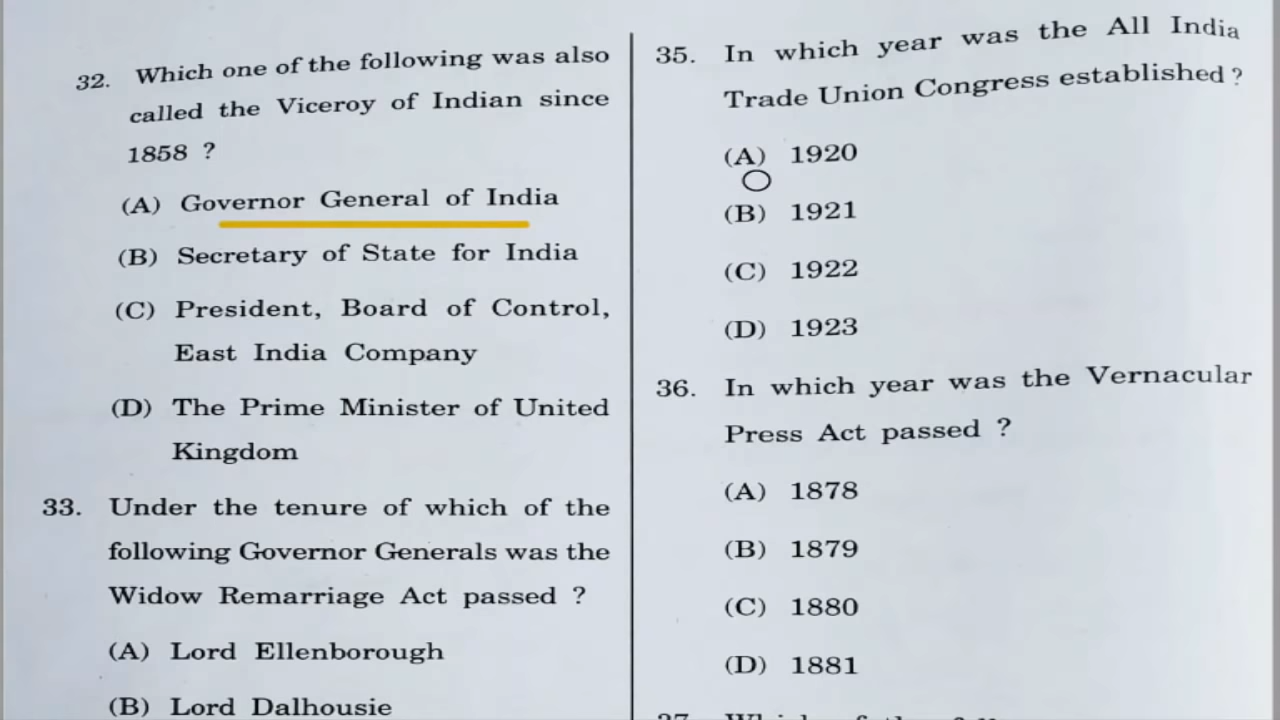 32. Which one of the following was also
called the Viceroy of Indian since
1858 ?
(A) Governor General of India
(B) Secretary of State for India
(C) President, Board of Control,
East India Company
(D) The Prime Minister of United
Kingdom
33. Under the tenure of which of the
following Governor Generals was the
Widow Remarriage Act passed ?
(A) Lord Ellenborough
(B) Lord Dalhousie
35. In which year was the All India
Trade Union Congress established ?
(A) 1920
(B) 1921
(C) 1922
(D) 1923
36. In which year was the Vernacular
Press Act passed ?
(A) 1878
(B) 1879
(C) 1880
(D) 1881